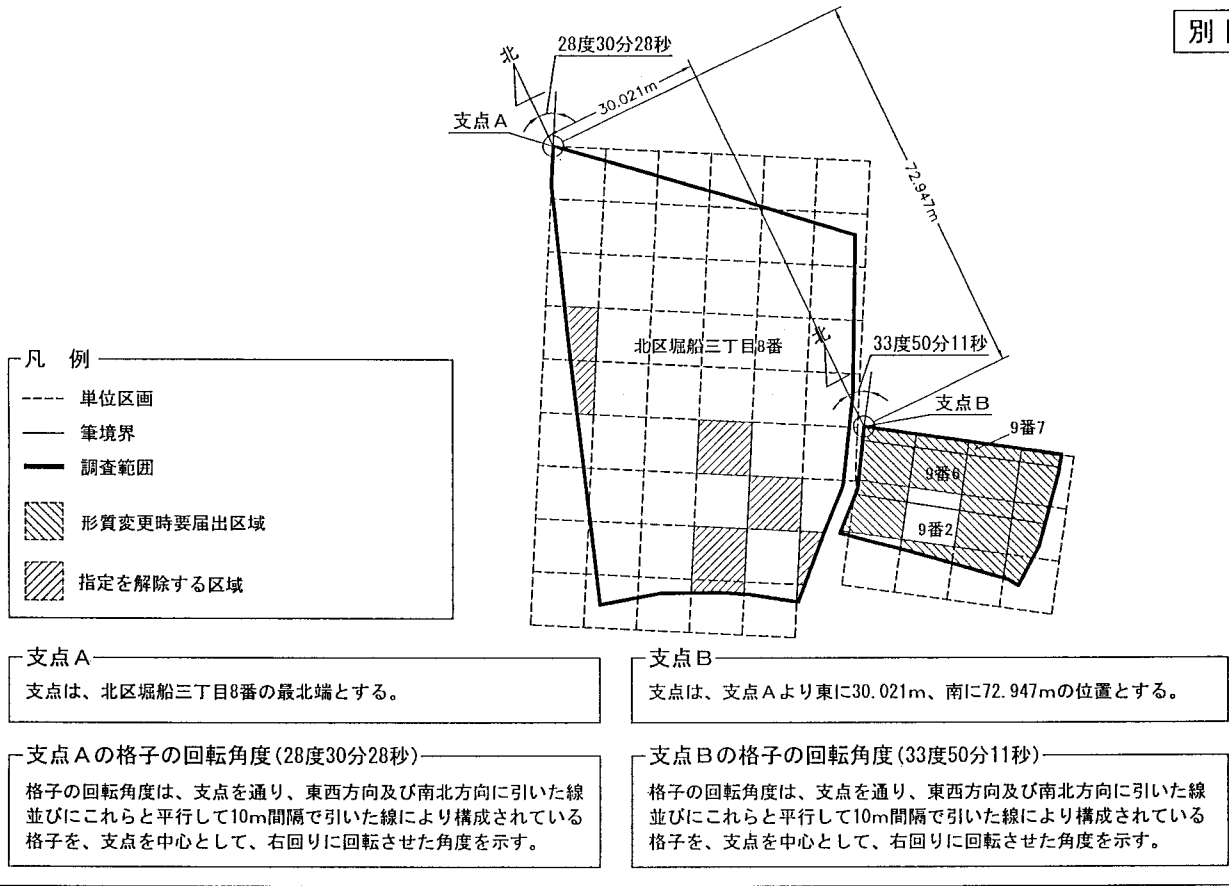 別
28度30分28秒
北
30.021m
支点A
72.947m
北区堀船三丁目8番
北
33度50分11秒
支点B
9番7
9番6
9番2
凡 例
単位区画
筆境界
調査範囲
形質変更時要届出区域
指定を解除する区域
支点A
支点は、北区堀船三丁目8番の最北端とする。
支点B
支点は、支点Aより東に30.021m、南に72.947mの位置とする。
支点Aの格子の回転角度(28度30分28秒)
格子の回転角度は、支点を通り、東西方向及び南北方向に引いた線
並びにこれらと平行して10m間隔で引いた線により構成されている
格子を、支点を中心として、右回りに回転させた角度を示す。
支点Bの格子の回転角度(33度50分11秒)
格子の回転角度は、支点を通り、東西方向及び南北方向に引いた線
並びにこれらと平行して10m間隔で引いた線により構成されている
格子を、支点を中心として、右回りに回転させた角度を示す。